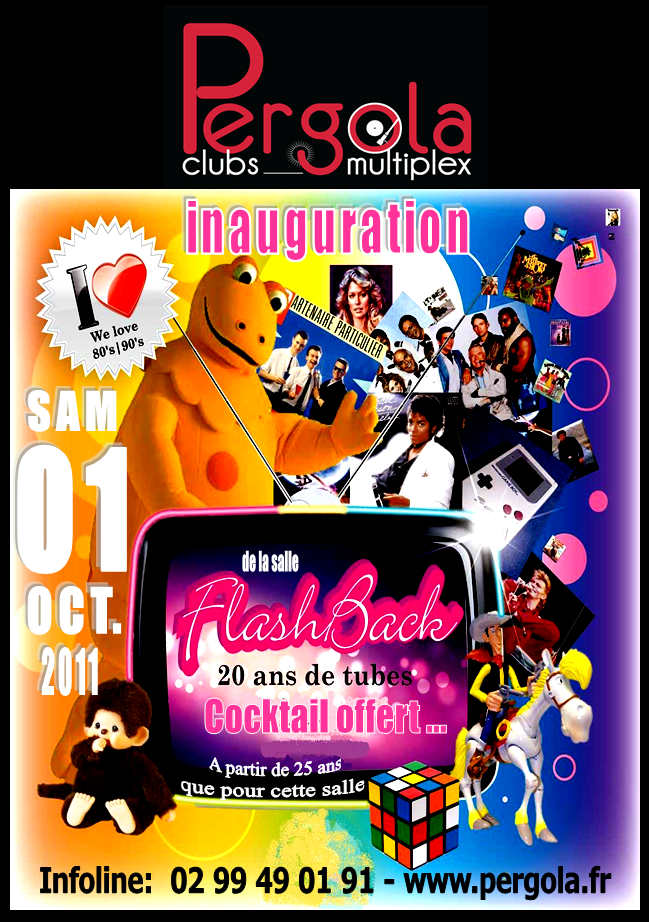 Pergola
clubs multiplex
inauguration
I
We love
80's|90's
PARTENAIRE PARTICULIER
SAM
01
OCT.
2011
de la salle
FlashBack
20 ans de tubes
Cocktail offert ...
A partir de 25 ans
que pour cette salle
Infoline: 02 99 49 01 91 - www.pergola.fr